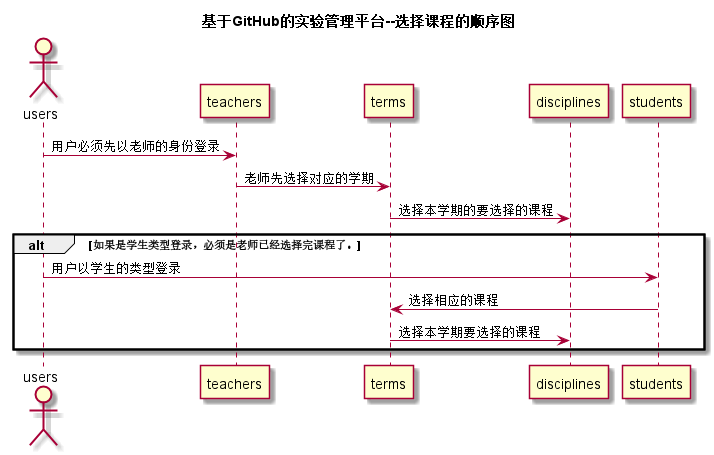 基于GitHub的实验管理平台--选择课程的顺序图
users
teachers
terms
disciplines
students
用户必须先以老师的身份登录
老师先选择对应的学期
选择本学期的要选择的课程
alt
[如果是学生类型登录，必须是老师已经选择完课程了。]
用户以学生的类型登录
选择相应的课程
选择本学期要选择的课程
users
teachers
terms
disciplines
students